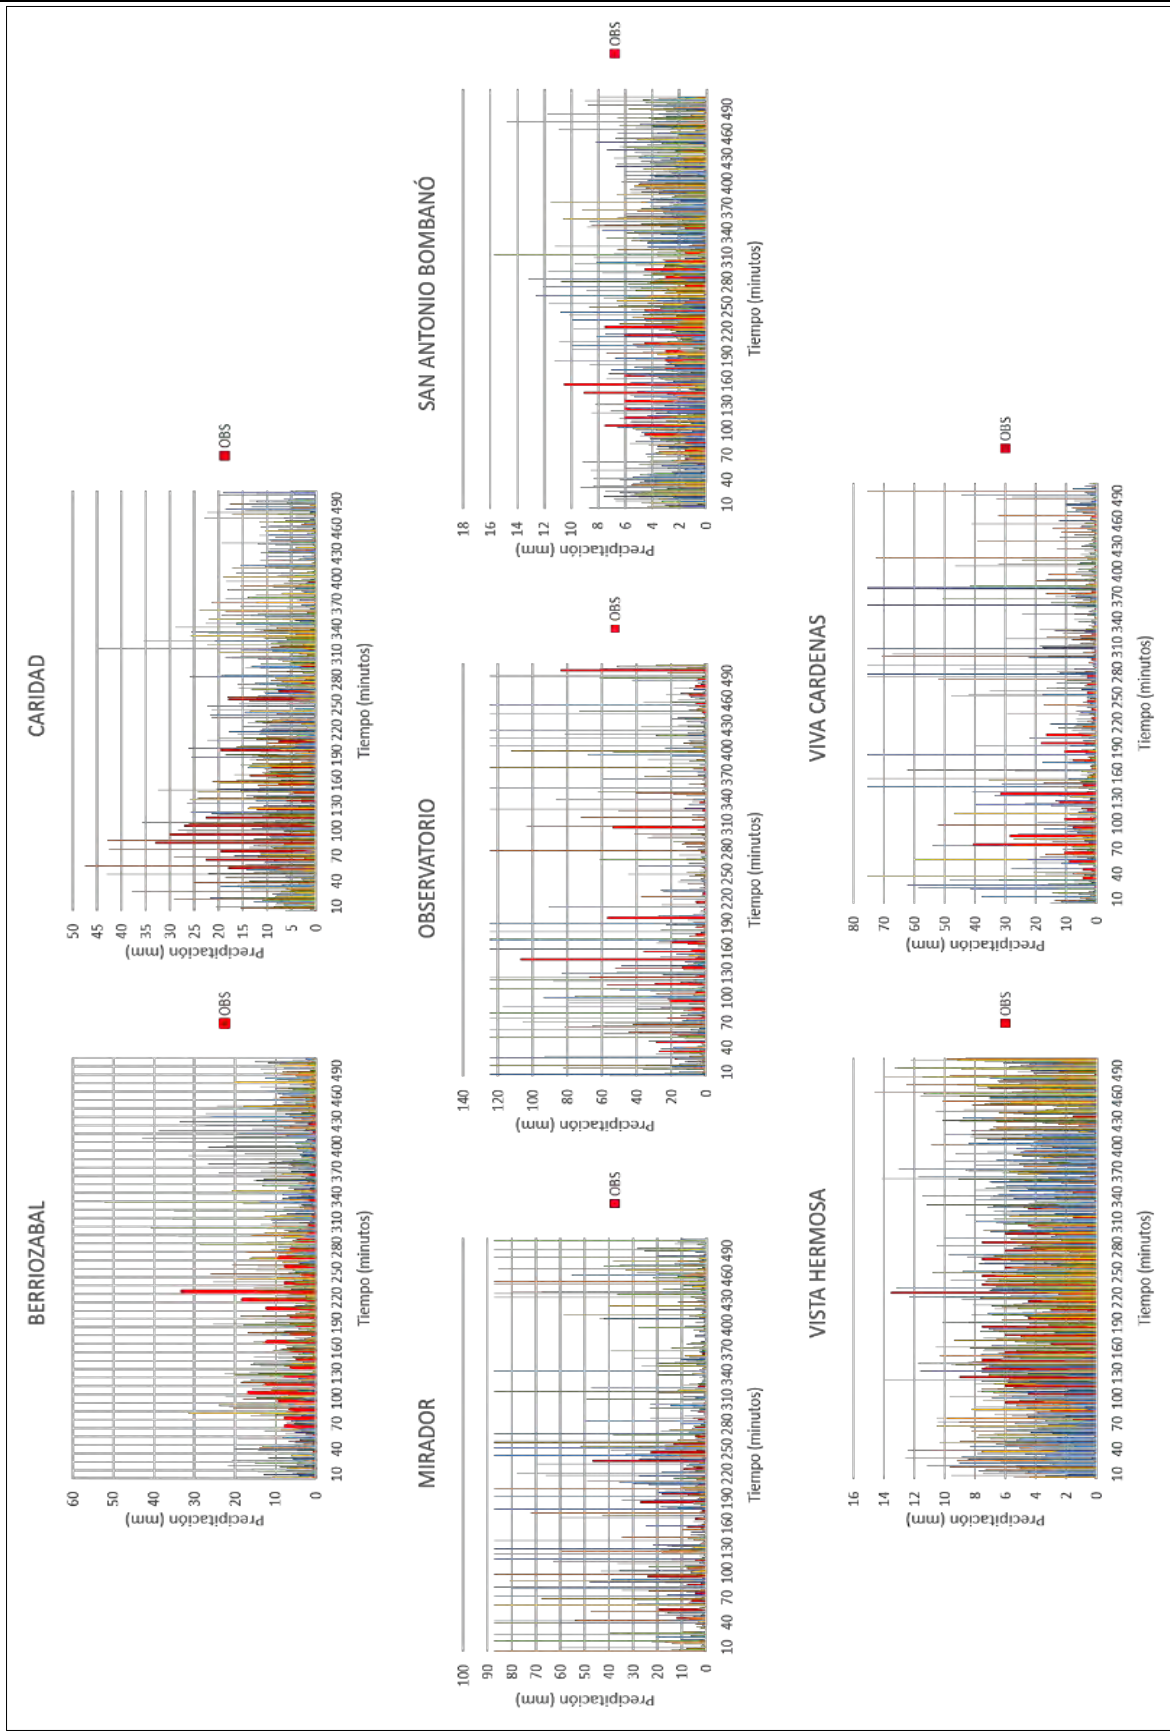 BERRIOZABAL
Precipitación (mm)
60
50
40
30
20
10
0
10 40 70 100 130 160 190 220 250 280 310 340 370 400 430 460 490
Tiempo (minutos)
OBS
CARIDAD
Precipitación (mm)
50
45
40
35
30
25
20
15
10
5
0
10 40 70 100 130 160 190 220 250 280 310 340 370 400 430 460 490
Tiempo (minutos)
OBS
MIRADOR
Precipitación (mm)
100
90
80
70
60
50
40
30
20
10
0
10 40 70 100 130 160 190 220 250 280 310 340 370 400 430 460 490
Tiempo (minutos)
OBS
OBSERVATORIO
Precipitación (mm)
140
120
100
80
60
40
20
0
10 40 70 100 130 160 190 220 250 280 310 340 370 400 430 460 490
Tiempo (minutos)
OBS
SAN ANTONIO BOMBANÓ
Precipitación (mm)
18
16
14
12
10
8
6
4
2
0
10 40 70 100 130 160 190 220 250 280 310 340 370 400 430 460 490
Tiempo (minutos)
OBS
VISTA HERMOSA
Precipitación (mm)
16
14
12
10
8
6
4
2
0
10 40 70 100 130 160 190 220 250 280 310 340 370 400 430 460 490
Tiempo (minutos)
OBS
VIVA CARDENAS
Precipitación (mm)
80
70
60
50
40
30
20
10
0
10 40 70 100 130 160 190 220 250 280 310 340 370 400 430 460 490
Tiempo (minutos)
OBS